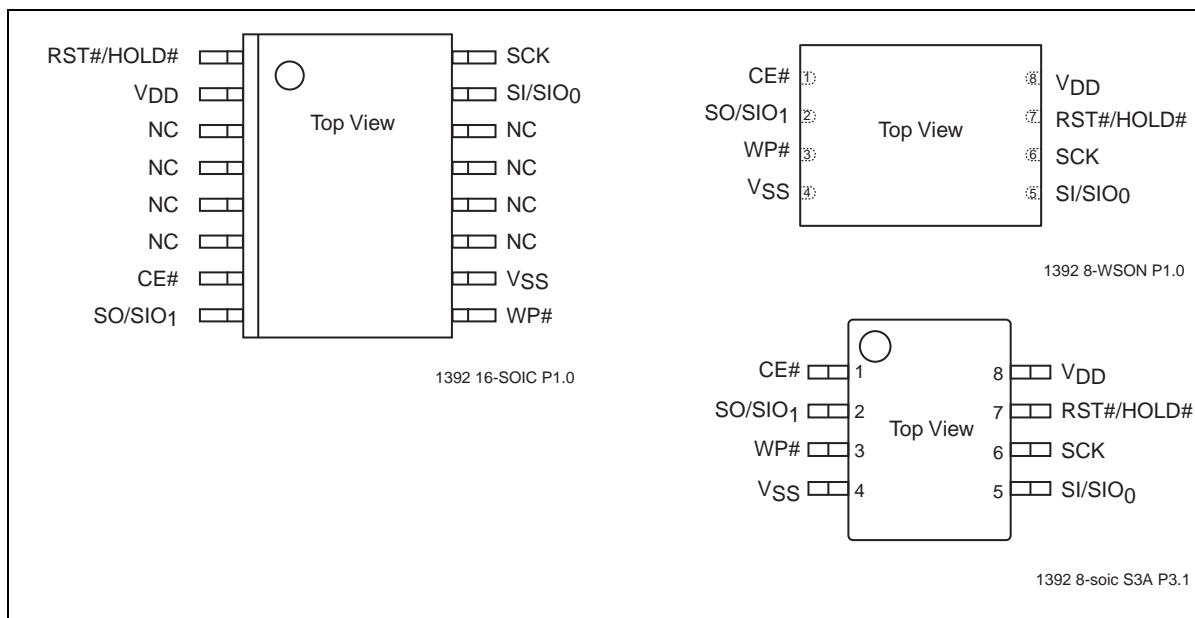 RST#/HOLD#
VDD
NC
NC
NC
NC
CE#
SO/SIO1
Top View
SCK
SI/SIO0
NC
NC
NC
NC
VSS
WP#
1392 16-SOIC P1.0
CE#
SO/SIO1
WP#
VSS
1
2
3
4
Top View
8
7
6
5
VDD
RST#/HOLD#
SCK
SI/SIO0
1392 8-WSON P1.0
CE#
SO/SIO1
WP#
VSS
1
2
3
4
Top View
8
7
6
5
VDD
RST#/HOLD#
SCK
SI/SIO0
1392 8-soic S3A P3.1